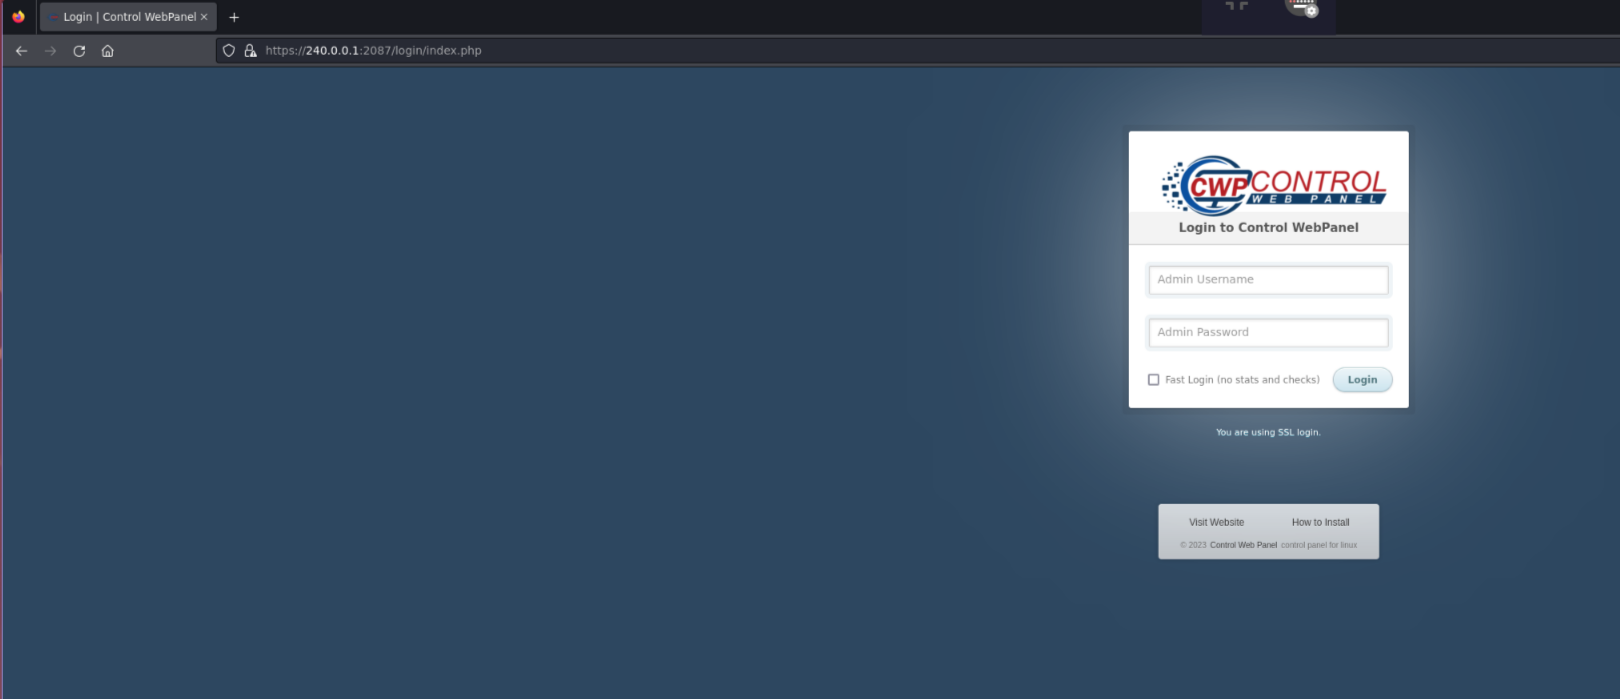 Login | Control WebPanel
https://240.0.0.1:2087/login/index.php
CWP CONTROL
WEB PANEL
Login to Control WebPanel
Admin Username
Admin Password
Fast Login (no stats and checks) Login
You are using SSL login.
Visit Website How to Install
© 2023 Control Web Panel control panel for linux